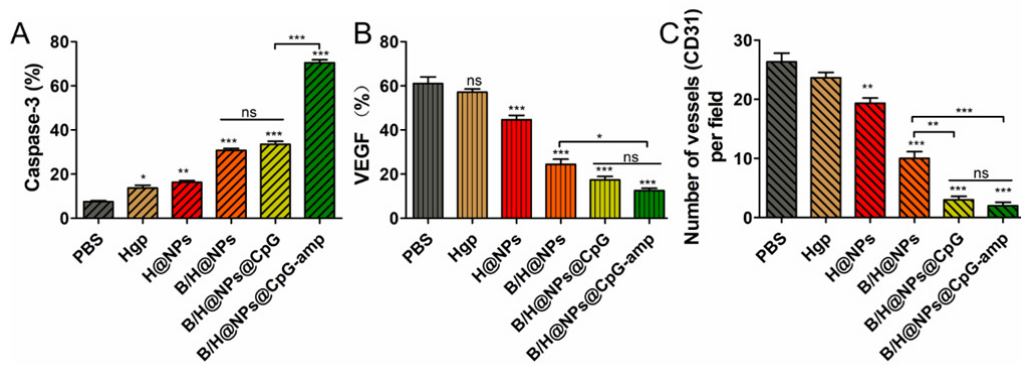 A
Caspase-3 (%)
80
60
40
20
0
*
**
***
ns
***
***
***
PBS
Hgp
H@NPs
B/H@NPs
B/H@NPs@CpG
B/H@NPs@CpG-amp
B
VEGF (%)
80
60
40
20
0
ns
***
***
*
ns
***
***
PBS
Hgp
H@NPs
B/H@NPs
B/H@NPs@CpG
B/H@NPs@CpG-amp
C
Number of vessels (CD31)
per field
30
20
10
0
**
***
***
**
ns
***
***
PBS
Hgp
H@NPs
B/H@NPs
B/H@NPs@CpG
B/H@NPs@CpG-amp